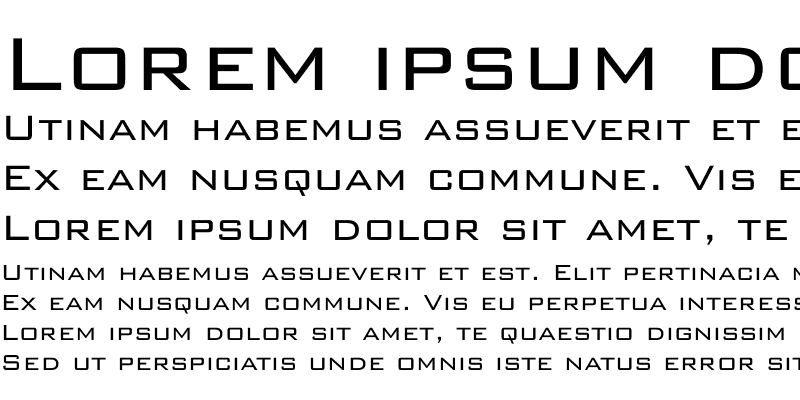 Lorem ipsum do
Utinam habemus assueverit et e
Ex eam nusquam commune. Vis e
Lorem ipsum dolor sit amet, te
Utinam habemus assueverit et est. Elit pertinacia
Ex eam nusquam commune. Vis eu perpetua interess
Lorem ipsum dolor sit amet, te quaestio dignissim
Sed ut perspiciatis unde omnis iste natus error sit